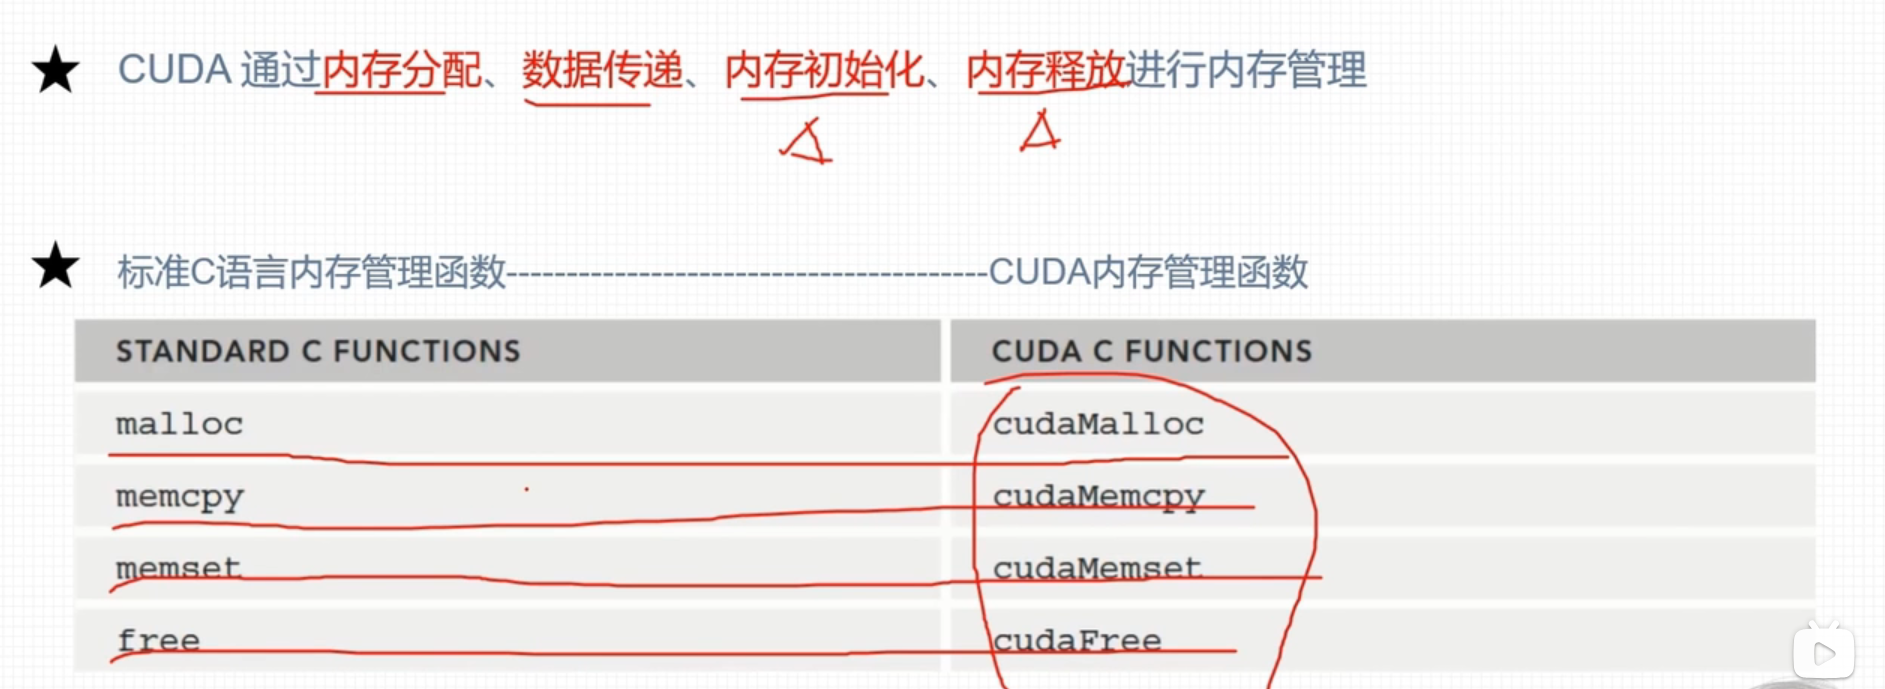 ★ CUDA 通过内存分配、数据传递、内存初始化、内存释放进行内存管理
★ 标准C语言内存管理函数----------------------------------------CUDA内存管理函数
STANDARD C FUNCTIONS CUDA C FUNCTIONS
malloc cudaMalloc
memcpy cudaMemcpy
memset cudaMemset
free cudaFree